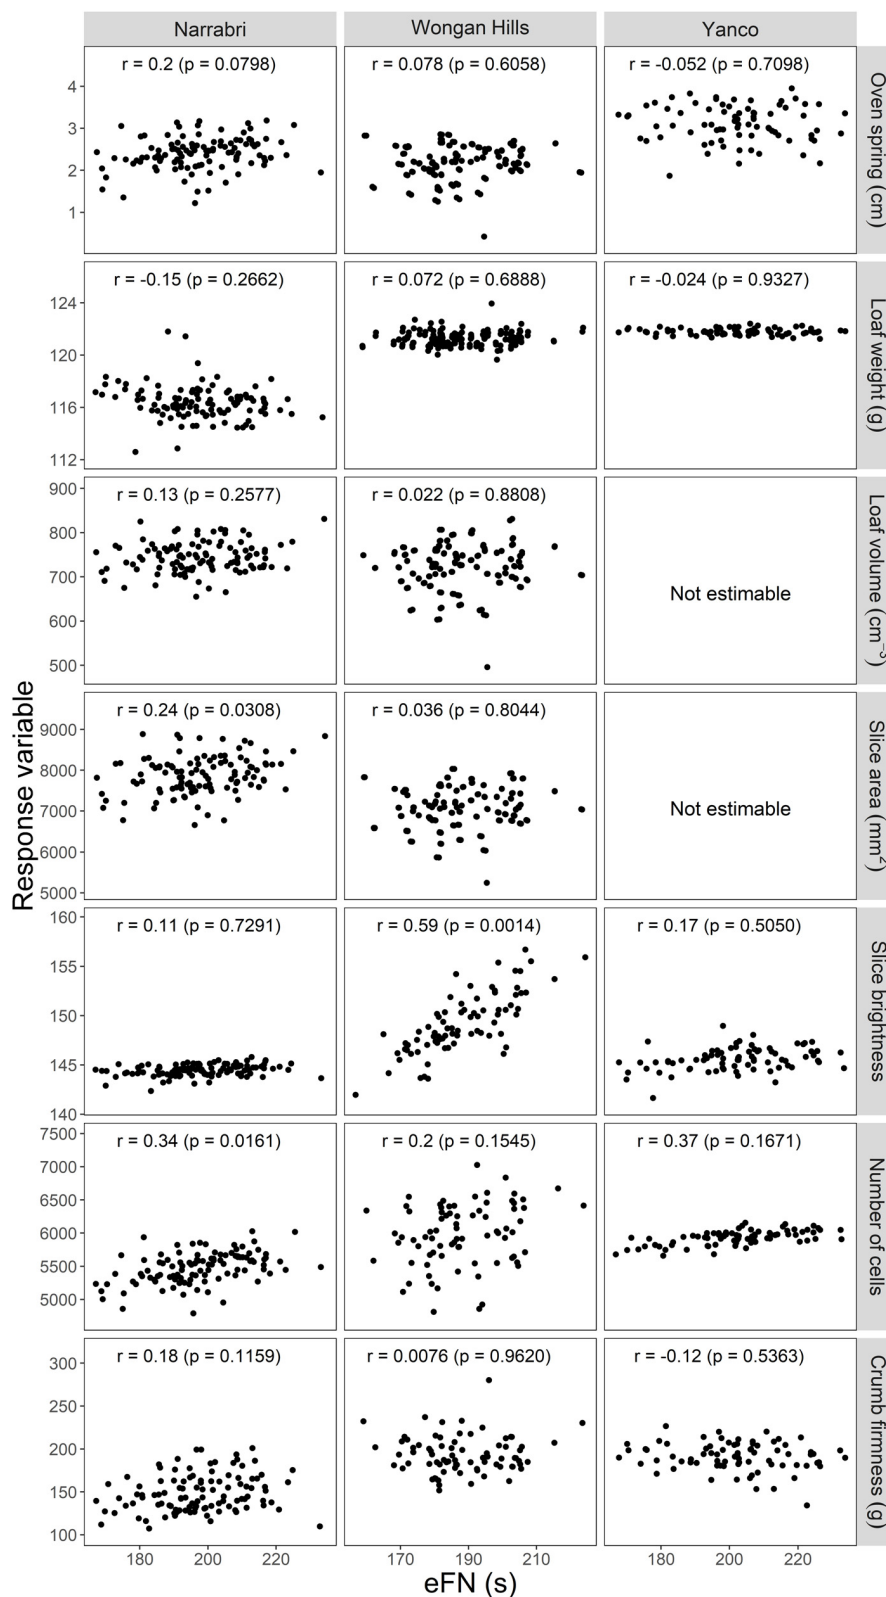 Narrabri
Wongan Hills
Yanco
r = 0.2 (p = 0.0798)
r = 0.078 (p = 0.6058)
r = -0.052 (p = 0.7098)
Oven spring (cm)
4
3
2
1
r = -0.15 (p = 0.2662)
r = 0.072 (p = 0.6888)
r = -0.024 (p = 0.9327)
Loaf weight (g)
124
120
116
112
r = 0.13 (p = 0.2577)
r = 0.022 (p = 0.8808)
Not estimable
Loaf volume (cm⁻³)
900
800
700
600
500
Response variable
r = 0.24 (p = 0.0308)
r = 0.036 (p = 0.8044)
Not estimable
Slice area (mm²)
9000
8000
7000
6000
5000
r = 0.11 (p = 0.7291)
r = 0.59 (p = 0.0014)
r = 0.17 (p = 0.5050)
Slice brightness
160
155
150
145
140
r = 0.34 (p = 0.0161)
r = 0.2 (p = 0.1545)
r = 0.37 (p = 0.1671)
Number of cells
7500
7000
6500
6000
5500
5000
r = 0.18 (p = 0.1159)
r = 0.0076 (p = 0.9620)
r = -0.12 (p = 0.5363)
Crumb firmness (g)
300
250
200
150
100
180 200 220
170 190 210
180 200 220
eFN (s)